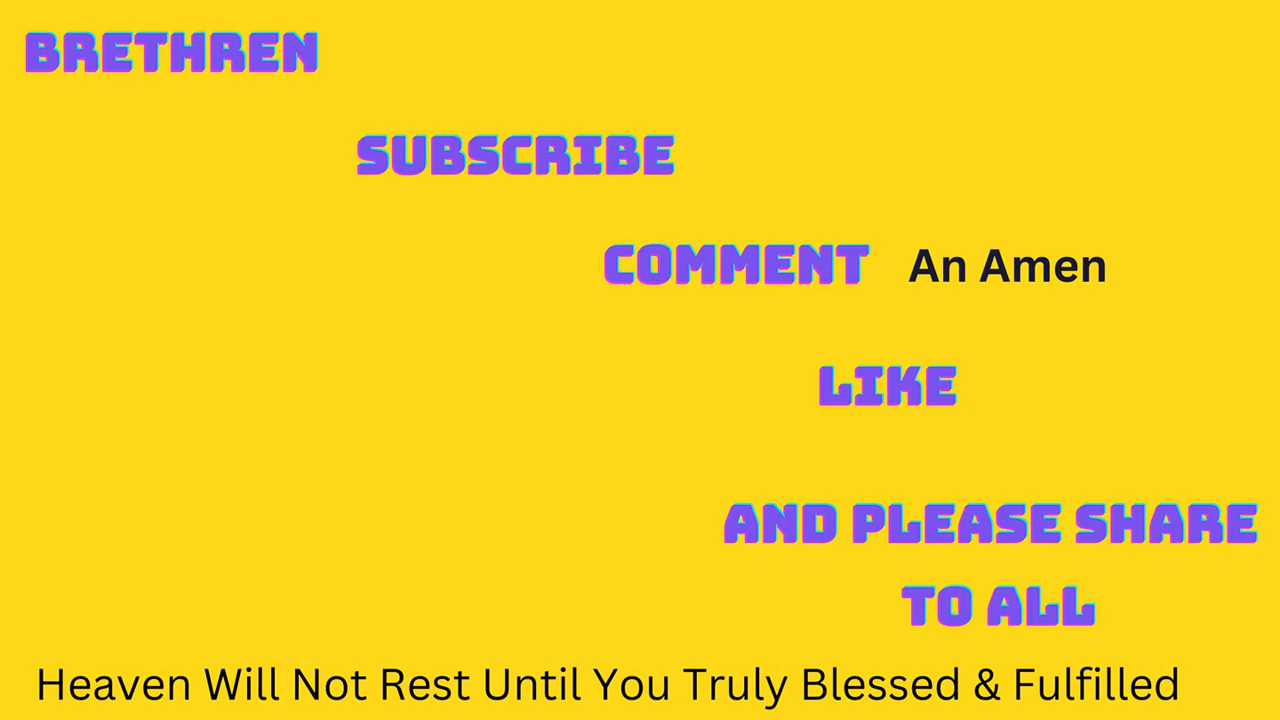 BRETHREN
SUBSCRIBE
COMMENT An Amen
LIKE
AND PLEASE SHARE
TO ALL
Heaven Will Not Rest Until You Truly Blessed & Fulfilled